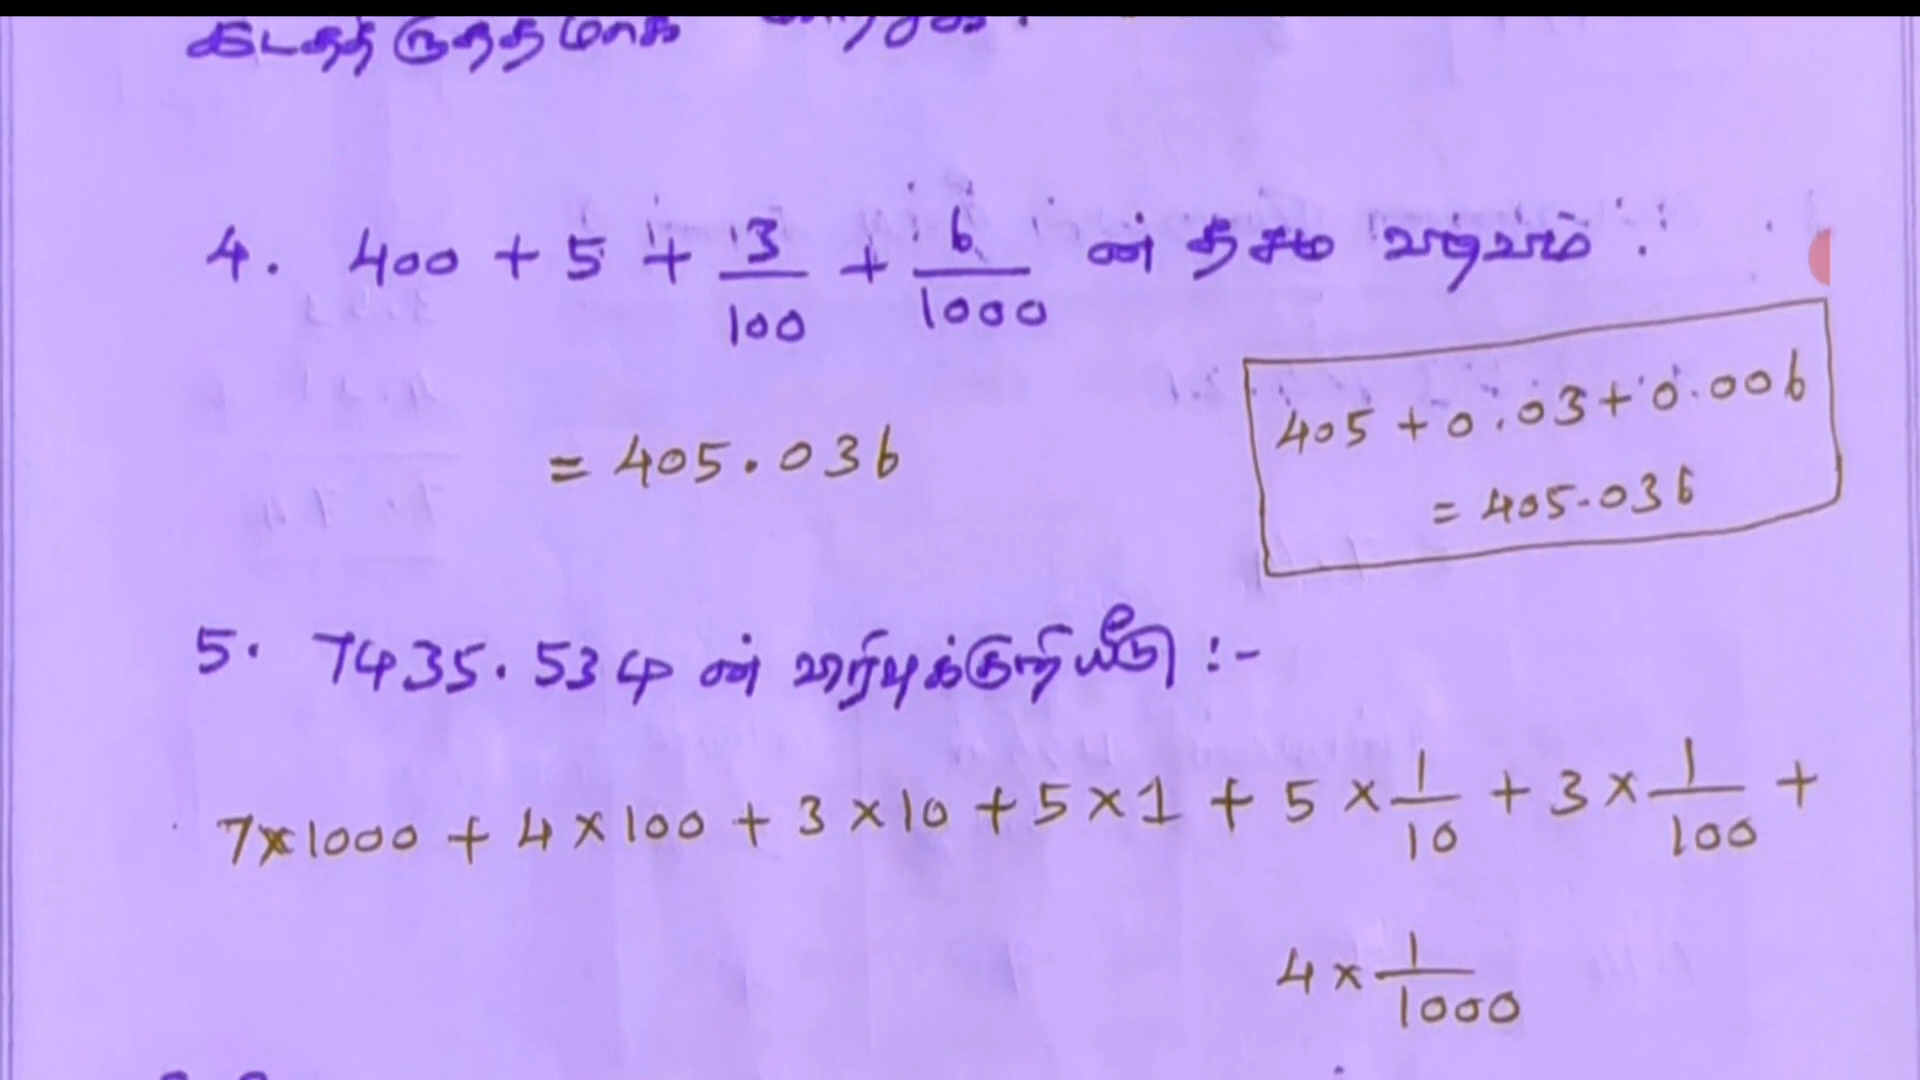 4. 400 + 5 + 3/100 + 6/1000 ன் தசம வடிவம் :
405 + 0.03 + 0.006
= 405.036
= 405.036
5. 7435.534 ன் விரிவுக்குறியீடு :-
7×1000 + 4×100 + 3×10 + 5×1 + 5×1/10 + 3×1/100 +
4×1/1000